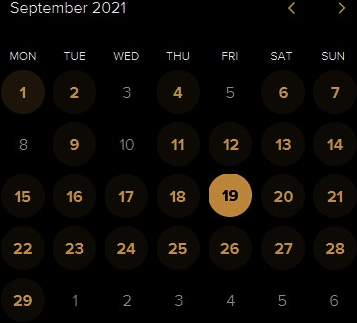 September 2021
MON TUE WED THU FRI SAT SUN
1 2 3 4 5 6 7
8 9 10 11 12 13 14
15 16 17 18 19 20 21
22 23 24 25 26 27 28
29 1 2 3 4 5 6